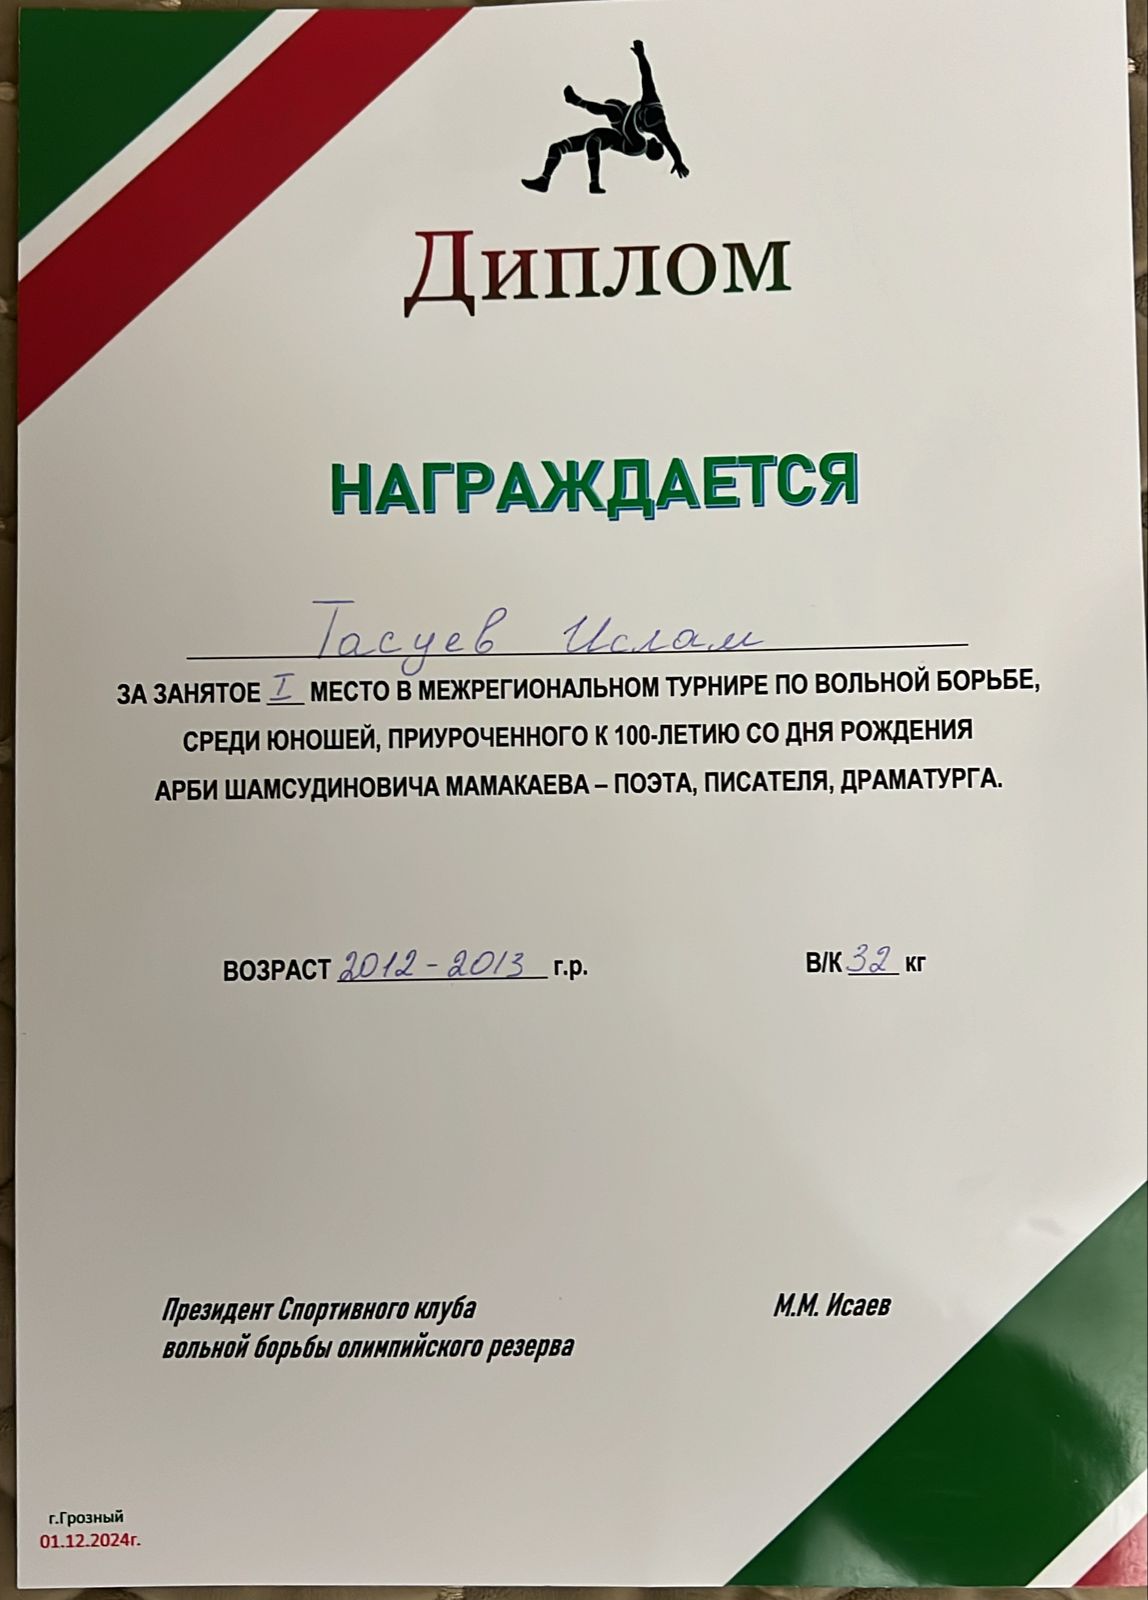 Диплом
НАГРАЖДАЕТСЯ
Тасуев Ислам
ЗА ЗАНЯТОЕ I МЕСТО В МЕЖРЕГИОНАЛЬНОМ ТУРНИРЕ ПО ВОЛЬНОЙ БОРЬБЕ,
СРЕДИ ЮНОШЕЙ, ПРИУРОЧЕННОГО К 100-ЛЕТИЮ СО ДНЯ РОЖДЕНИЯ
АРБИ ШАМСУДИНОВИЧА МАМАКАЕВА – ПОЭТА, ПИСАТЕЛЯ, ДРАМАТУРГА.
ВОЗРАСТ 2012-2013 г.р. В/К 32 кг
Президент Спортивного клуба М.М. Исаев
вольной борьбы олимпийского резерва
г.Грозный
01.12.2024г.